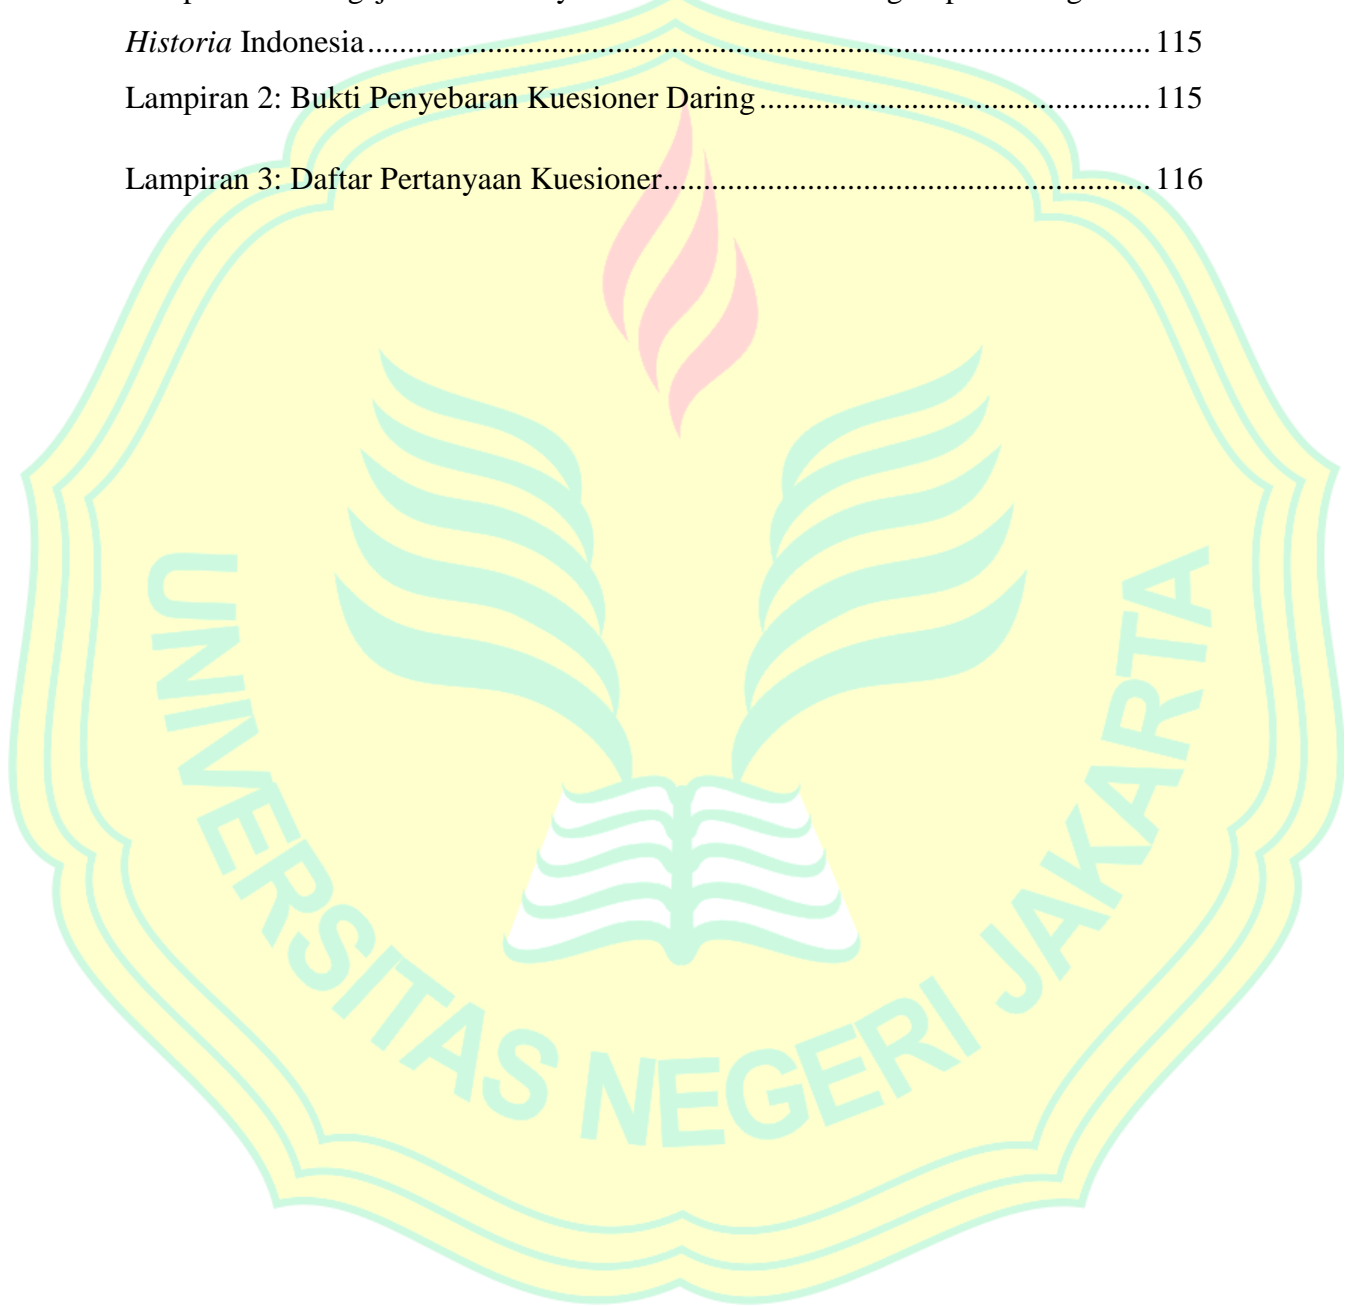 Historia Indonesia........................................................................................ 115
Lampiran 2: Bukti Penyebaran Kuesioner Daring........................................ 115
Lampiran 3: Daftar Pertanyaan Kuesioner................................................... 116
UNIVERSITAS NEGERI JAKARTA